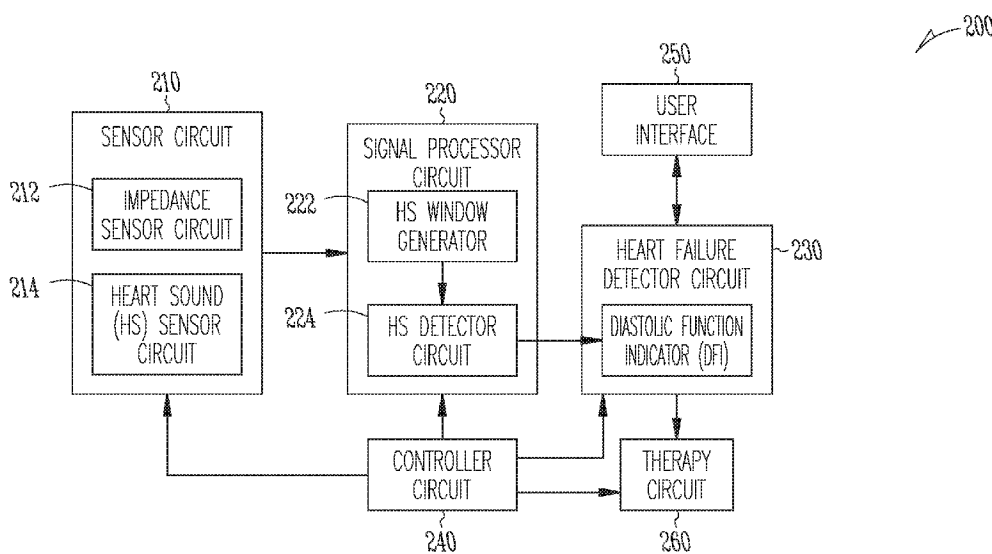 200
210
SENSOR CIRCUIT
212
IMPEDANCE
SENSOR CIRCUIT
214
HEART SOUND
(HS) SENSOR
CIRCUIT
220
SIGNAL PROCESSOR
CIRCUIT
222
HS WINDOW
GENERATOR
224
HS DETECTOR
CIRCUIT
250
USER
INTERFACE
HEART FAILURE
DETECTOR CIRCUIT
230
DIASTOLIC FUNCTION
INDICATOR (DFI)
CONTROLLER
CIRCUIT
240
THERAPY
CIRCUIT
260